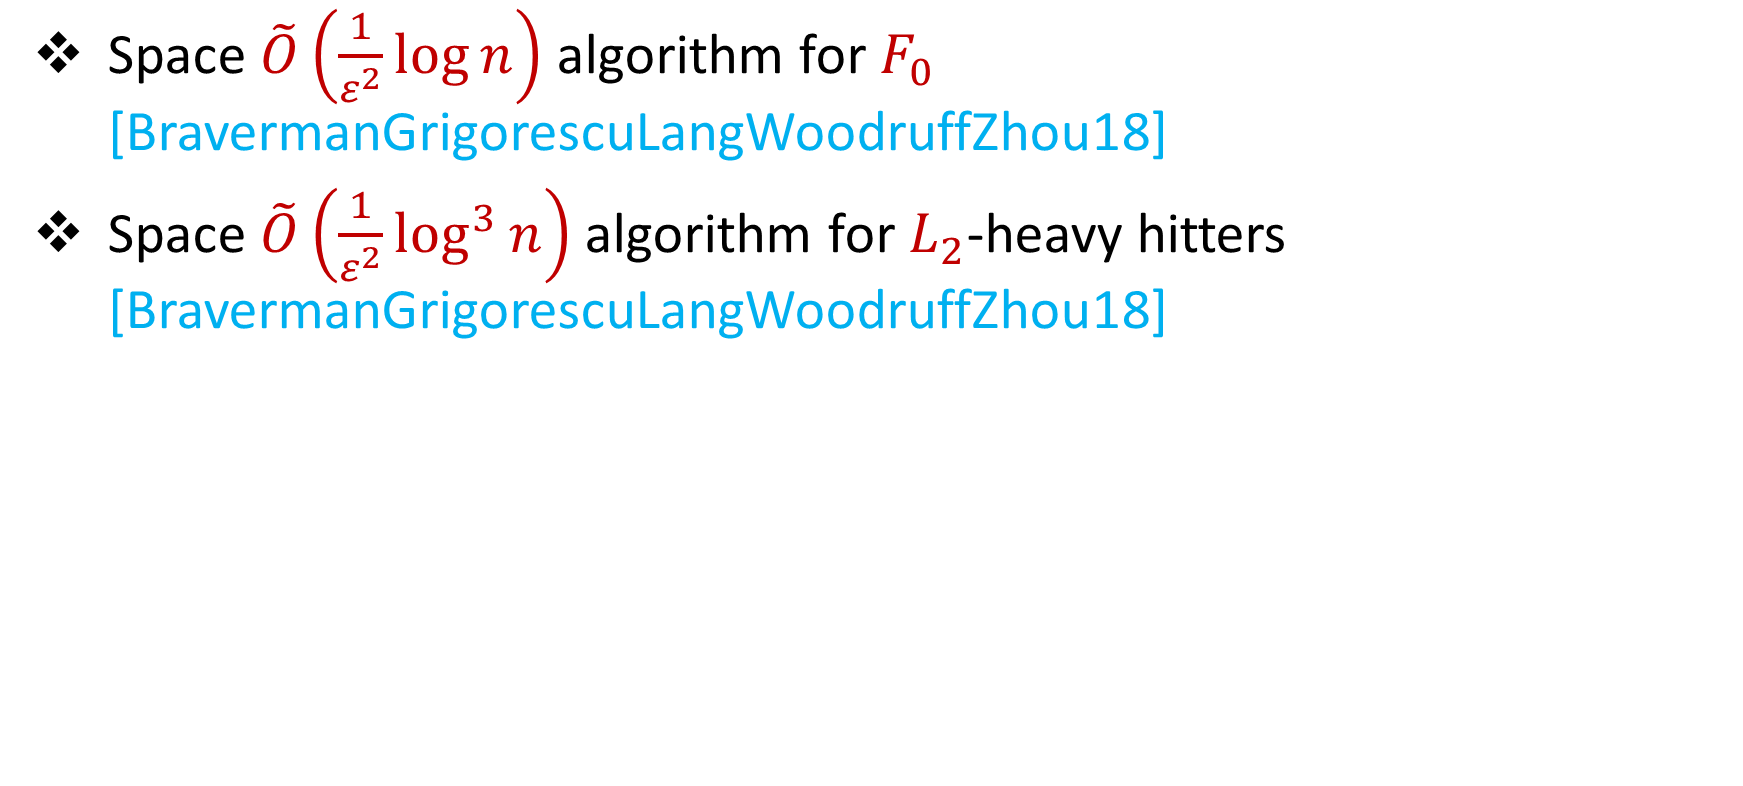 ❖ Space Õ(1/ε² log n) algorithm for F₀
[BravermanGrigorescuLangWoodruffZhou18]
❖ Space Õ(1/ε² log³ n) algorithm for L₂-heavy hitters
[BravermanGrigorescuLangWoodruffZhou18]